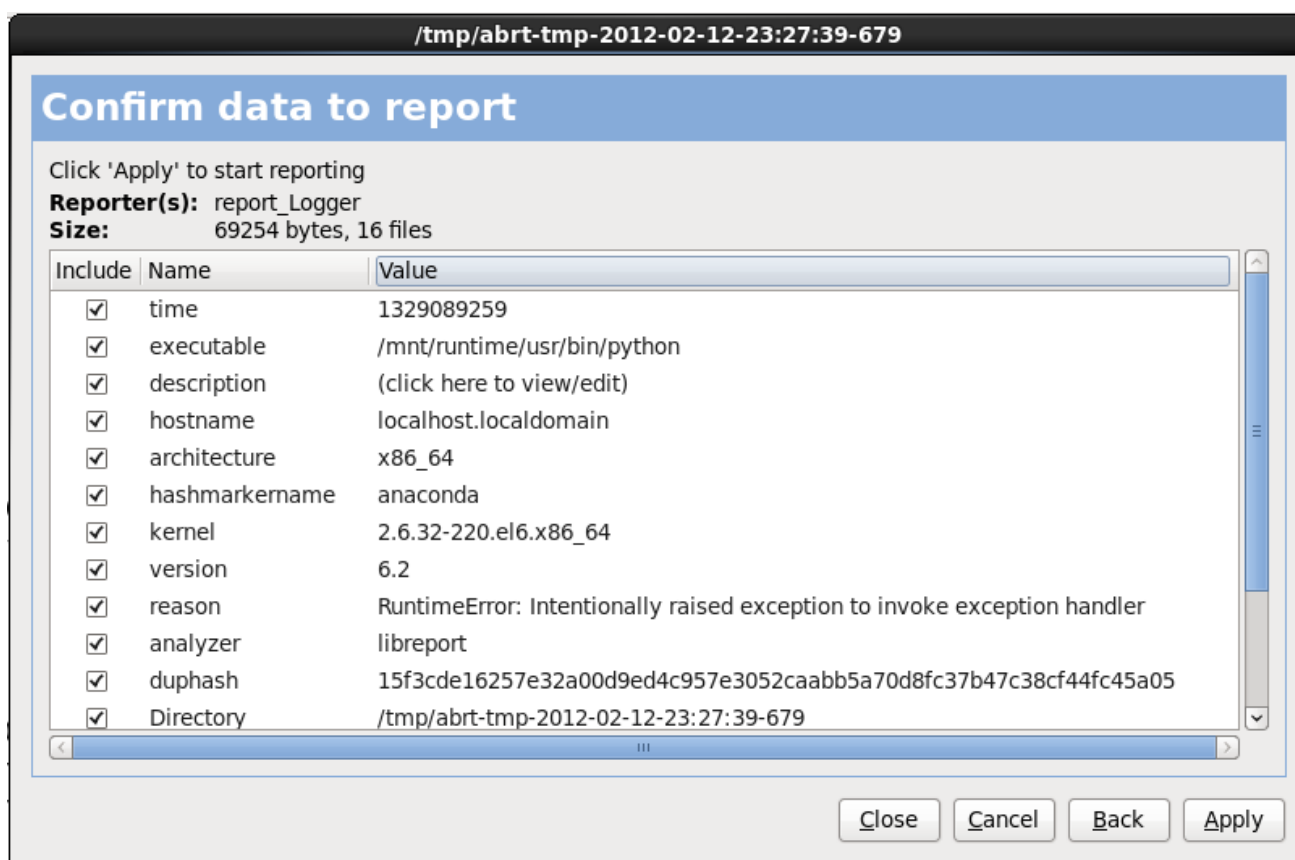 /tmp/abrt-tmp-2012-02-12-23:27:39-679
Confirm data to report
Click 'Apply' to start reporting
Reporter(s): report_Logger
Size: 69254 bytes, 16 files
Include Name Value
time 1329089259
executable /mnt/runtime/usr/bin/python
description (click here to view/edit)
hostname localhost.localdomain
architecture x86_64
hashmarkername anaconda
kernel 2.6.32-220.el6.x86_64
version 6.2
reason RuntimeError: Intentionally raised exception to invoke exception handler
analyzer libreport
duphash 15f3cde16257e32a00d9ed4c957e3052caabb5a70d8fc37b47c38cf44fc45a05
Directory /tmp/abrt-tmp-2012-02-12-23:27:39-679
Close Cancel Back Apply